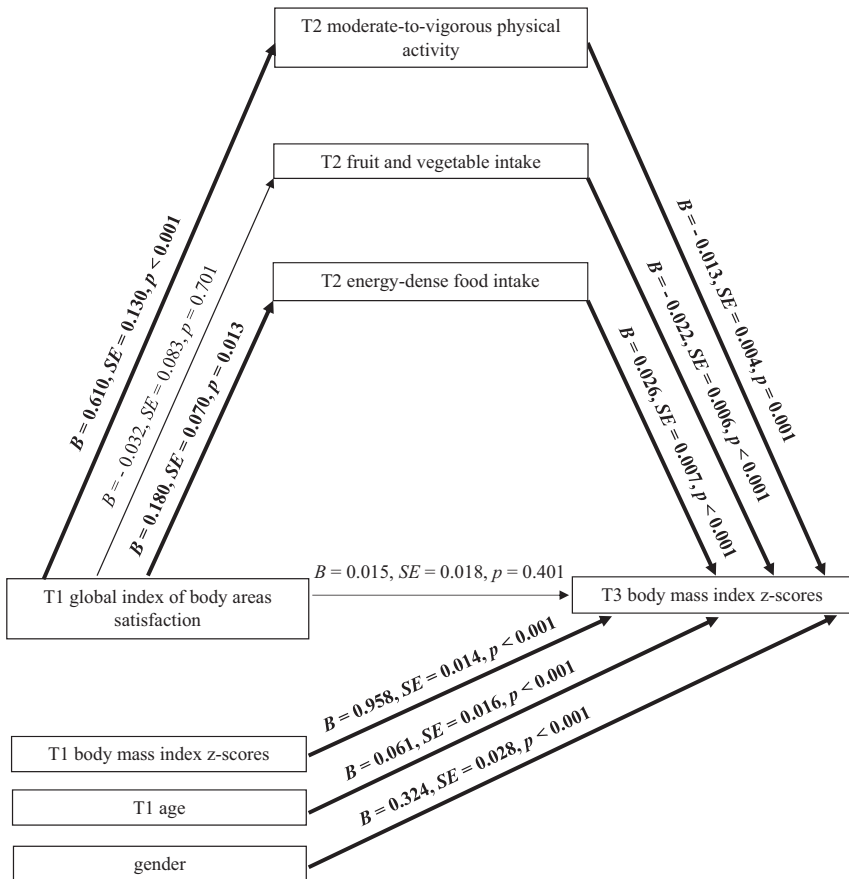 T2 moderate-to-vigorous physical
activity
T2 fruit and vegetable intake
T2 energy-dense food intake
B = 0.610, SE = 0.130, p < 0.001
B = - 0.032, SE = 0.083, p = 0.701
B = 0.180, SE = 0.070, p = 0.013
B = - 0.013, SE = 0.004, p = 0.001
B = - 0.022, SE = 0.006, p < 0.001
B = 0.026, SE = 0.007, p < 0.001
B = 0.015, SE = 0.018, p = 0.401
T1 global index of body areas
satisfaction
T3 body mass index z-scores
B = 0.958, SE = 0.014, p < 0.001
B = 0.061, SE = 0.016, p < 0.001
B = 0.324, SE = 0.028, p < 0.001
T1 body mass index z-scores
T1 age
gender